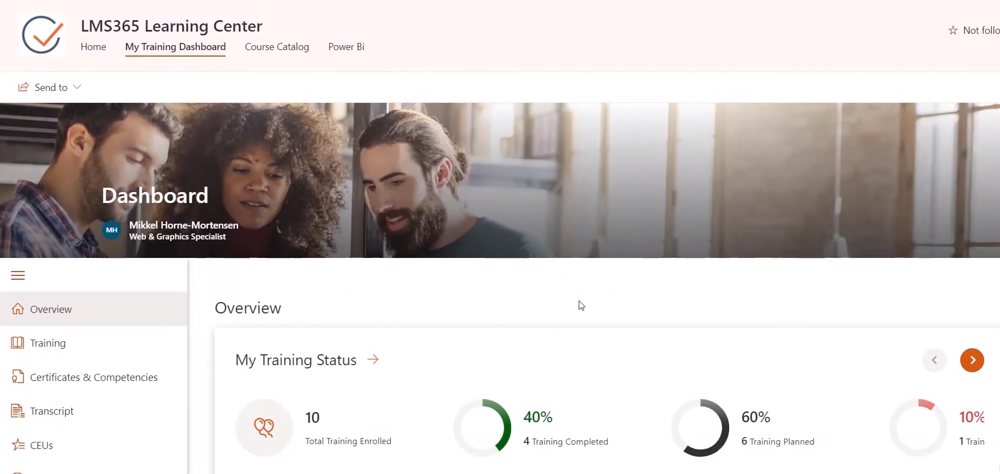 LMS365 Learning Center
Home My Training Dashboard Course Catalog Power Bi
Not follo
Send to
Dashboard
MH
Mikkel Horne-Mortensen
Web & Graphics Specialist
Overview
Training
Certificates & Competencies
Transcript
CEUs
Overview
My Training Status
10
Total Training Enrolled
40%
4 Training Completed
60%
6 Training Planned
10%
1 Train